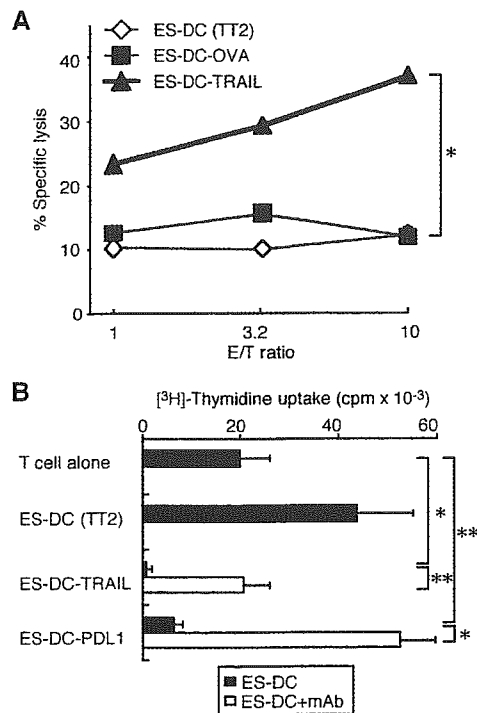 A
ES-DC (TT2)
ES-DC-OVA
ES-DC-TRAIL
% Specific lysis
40
30
20
10
0
*
1
3.2
10
E/T ratio
B
[³H]-Thymidine uptake (cpm x 10⁻³)
0
20
40
60
T cell alone
ES-DC (TT2)
ES-DC-TRAIL
ES-DC-PDL1
*
**
**
*
ES-DC
ES-DC+mAb